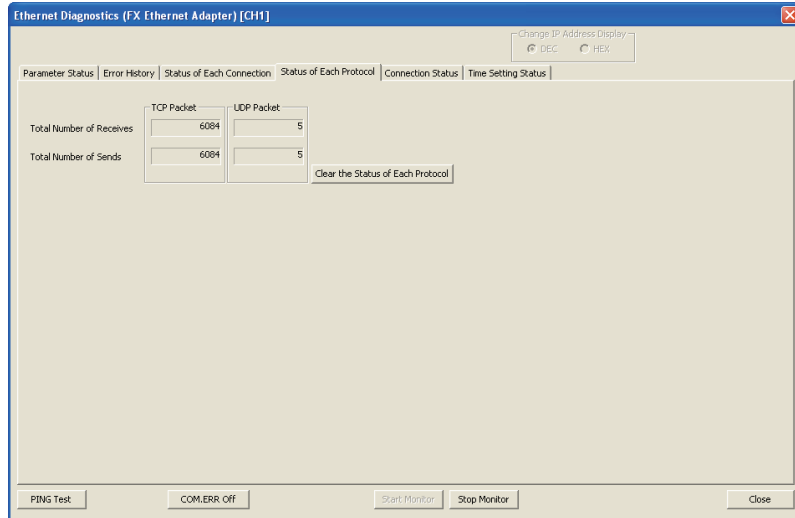 Ethernet Diagnostics (FX Ethernet Adapter) [CH1]
Change IP Address Display
DEC HEX
Parameter Status Error History Status of Each Connection Status of Each Protocol Connection Status Time Setting Status
TCP Packet UDP Packet
Total Number of Receives 6084 5
Total Number of Sends 6084 5
Clear the Status of Each Protocol
PING Test COM.ERR Off Start Monitor Stop Monitor Close